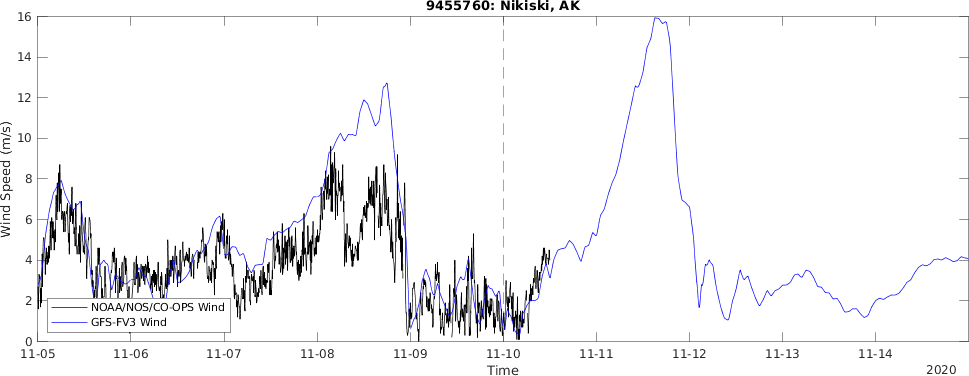 9455760: Nikiski, AK
Wind Speed (m/s)
16
14
12
10
8
6
4
2
0
NOAA/NOS/CO-OPS Wind
GFS-FV3 Wind
11-05 11-06 11-07 11-08 11-09 11-10 11-11 11-12 11-13 11-14
Time
2020